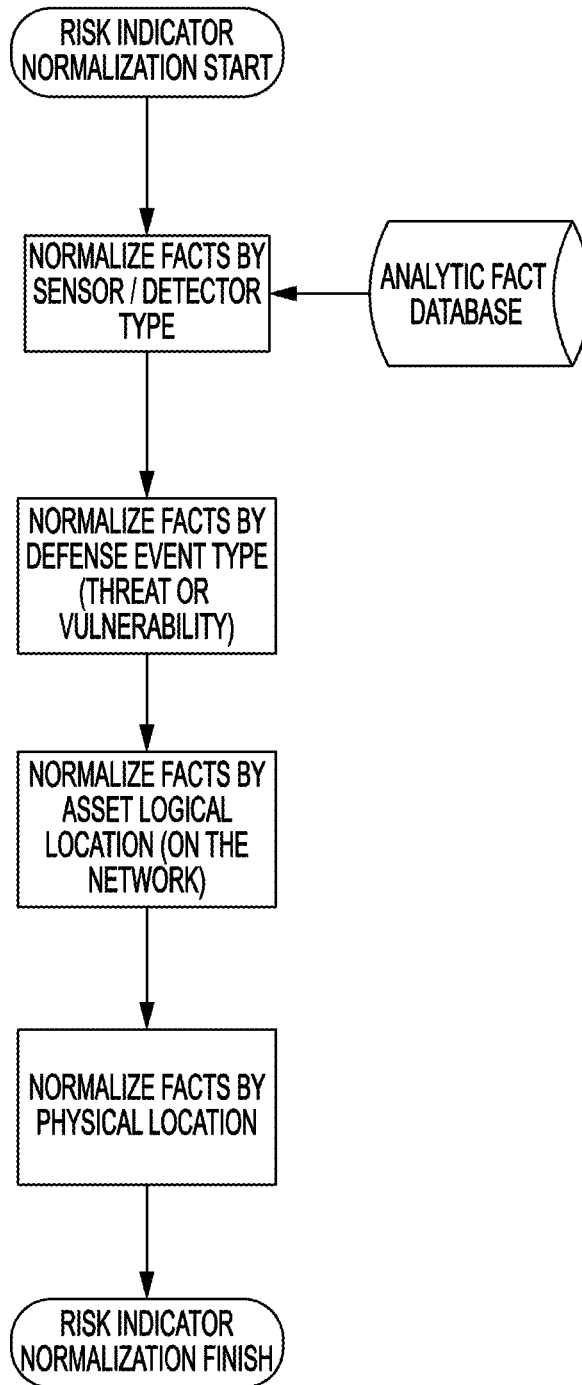 RISK INDICATOR
NORMALIZATION START
NORMALIZE FACTS BY
SENSOR / DETECTOR
TYPE
ANALYTIC FACT
DATABASE
NORMALIZE FACTS BY
DEFENSE EVENT TYPE
(THREAT OR
VULNERABILITY)
NORMALIZE FACTS BY
ASSET LOGICAL
LOCATION (ON THE
NETWORK)
NORMALIZE FACTS BY
PHYSICAL LOCATION
RISK INDICATOR
NORMALIZATION FINISH